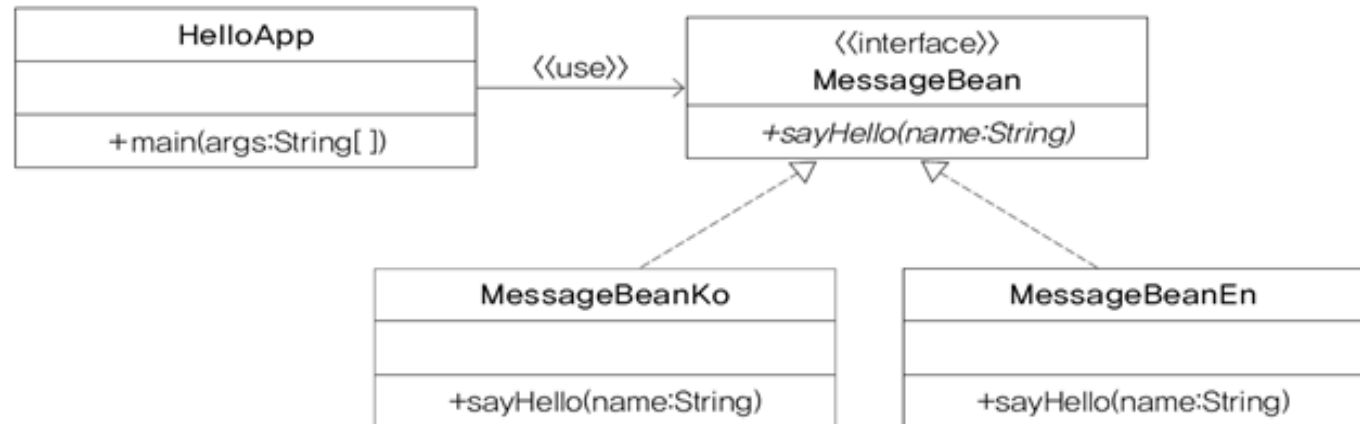 HelloApp
+main(args:String[ ])
<<use>>
<<interface>>
MessageBean
+sayHello(name:String)
MessageBeanKo
+sayHello(name:String)
MessageBeanEn
+sayHello(name:String)